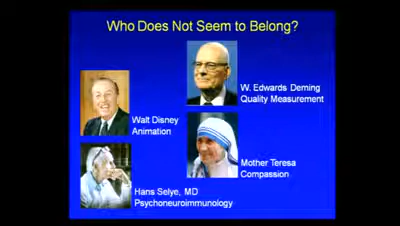 Who Does Not Seem to Belong?
W. Edwards Deming
Quality Measurement
Walt Disney
Animation
Mother Teresa
Compassion
Hans Selye, MD
Psychoneuroimmunology